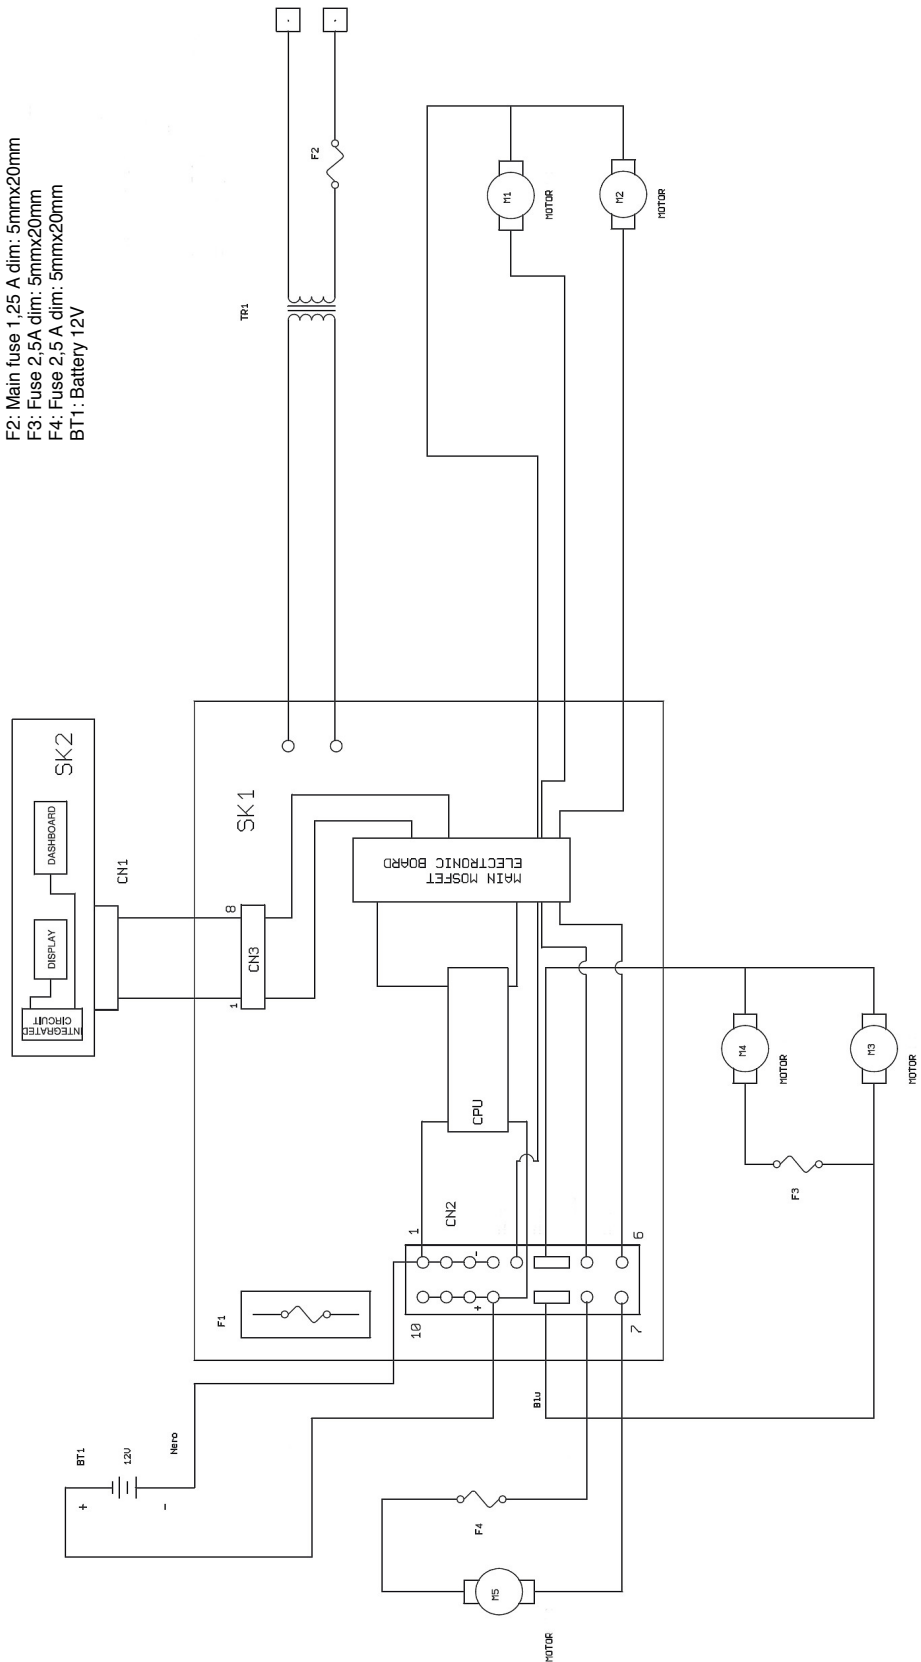 F2: Main fuse 1,25 A dim: 5mmx20mm
F3: Fuse 2,5A dim: 5mmx20mm
F4: Fuse 2,5 A dim: 5mmx20mm
BT1: Battery 12V
F2
TR1
M1
MOTOR
M2
MOTOR
SK2
DASHBOARD
DISPLAY
INTEGRATED
CIRCUIT
CN1
SK1
8
CN3
1
MAIN MOSFET
ELECTRONIC BOARD
CPU
CN2
1
-
6
10
+
7
F1
M4
MOTOR
M3
MOTOR
F3
Blu
BT1
12V
Nero
+
-
F4
M5
MOTOR